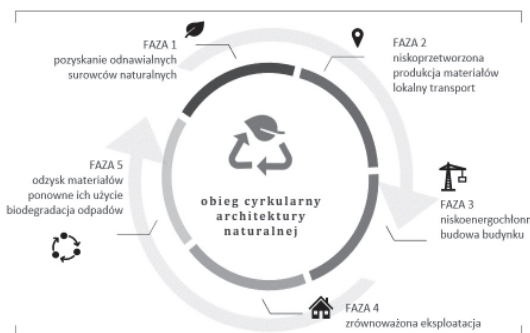 FAZA 1
pozyskanie odnawialnych
surowców naturalnych
FAZA 2
niskoprzetworzona
produkcja materiałów
lokalny transport
FAZA 3
niskoenergochłonn
budowa budynku
FAZA 4
zrównoważona eksploatacja
FAZA 5
odzysk materiałów
ponowne ich użycie
biodegradacja odpadów
obieg cyrkularny
architektury
naturalnej